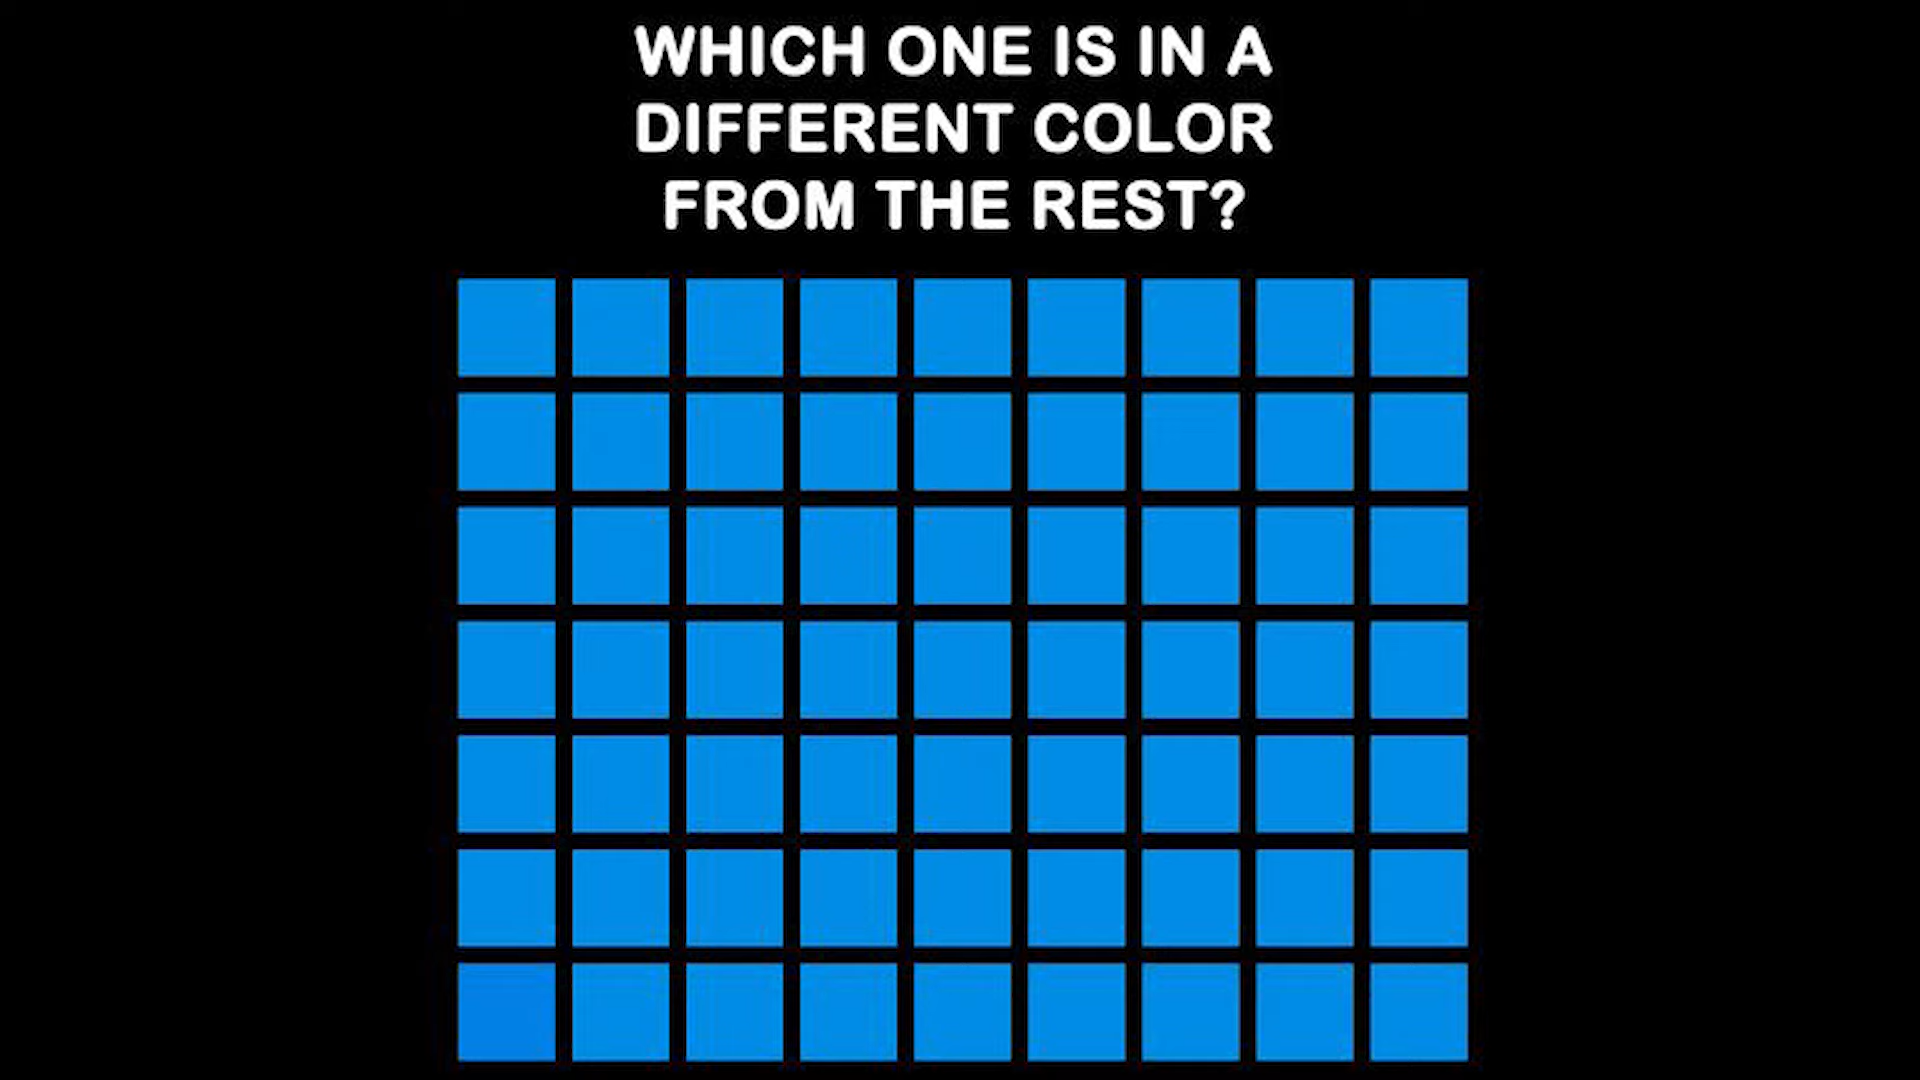 WHICH ONE IS IN A
DIFFERENT COLOR
FROM THE REST?